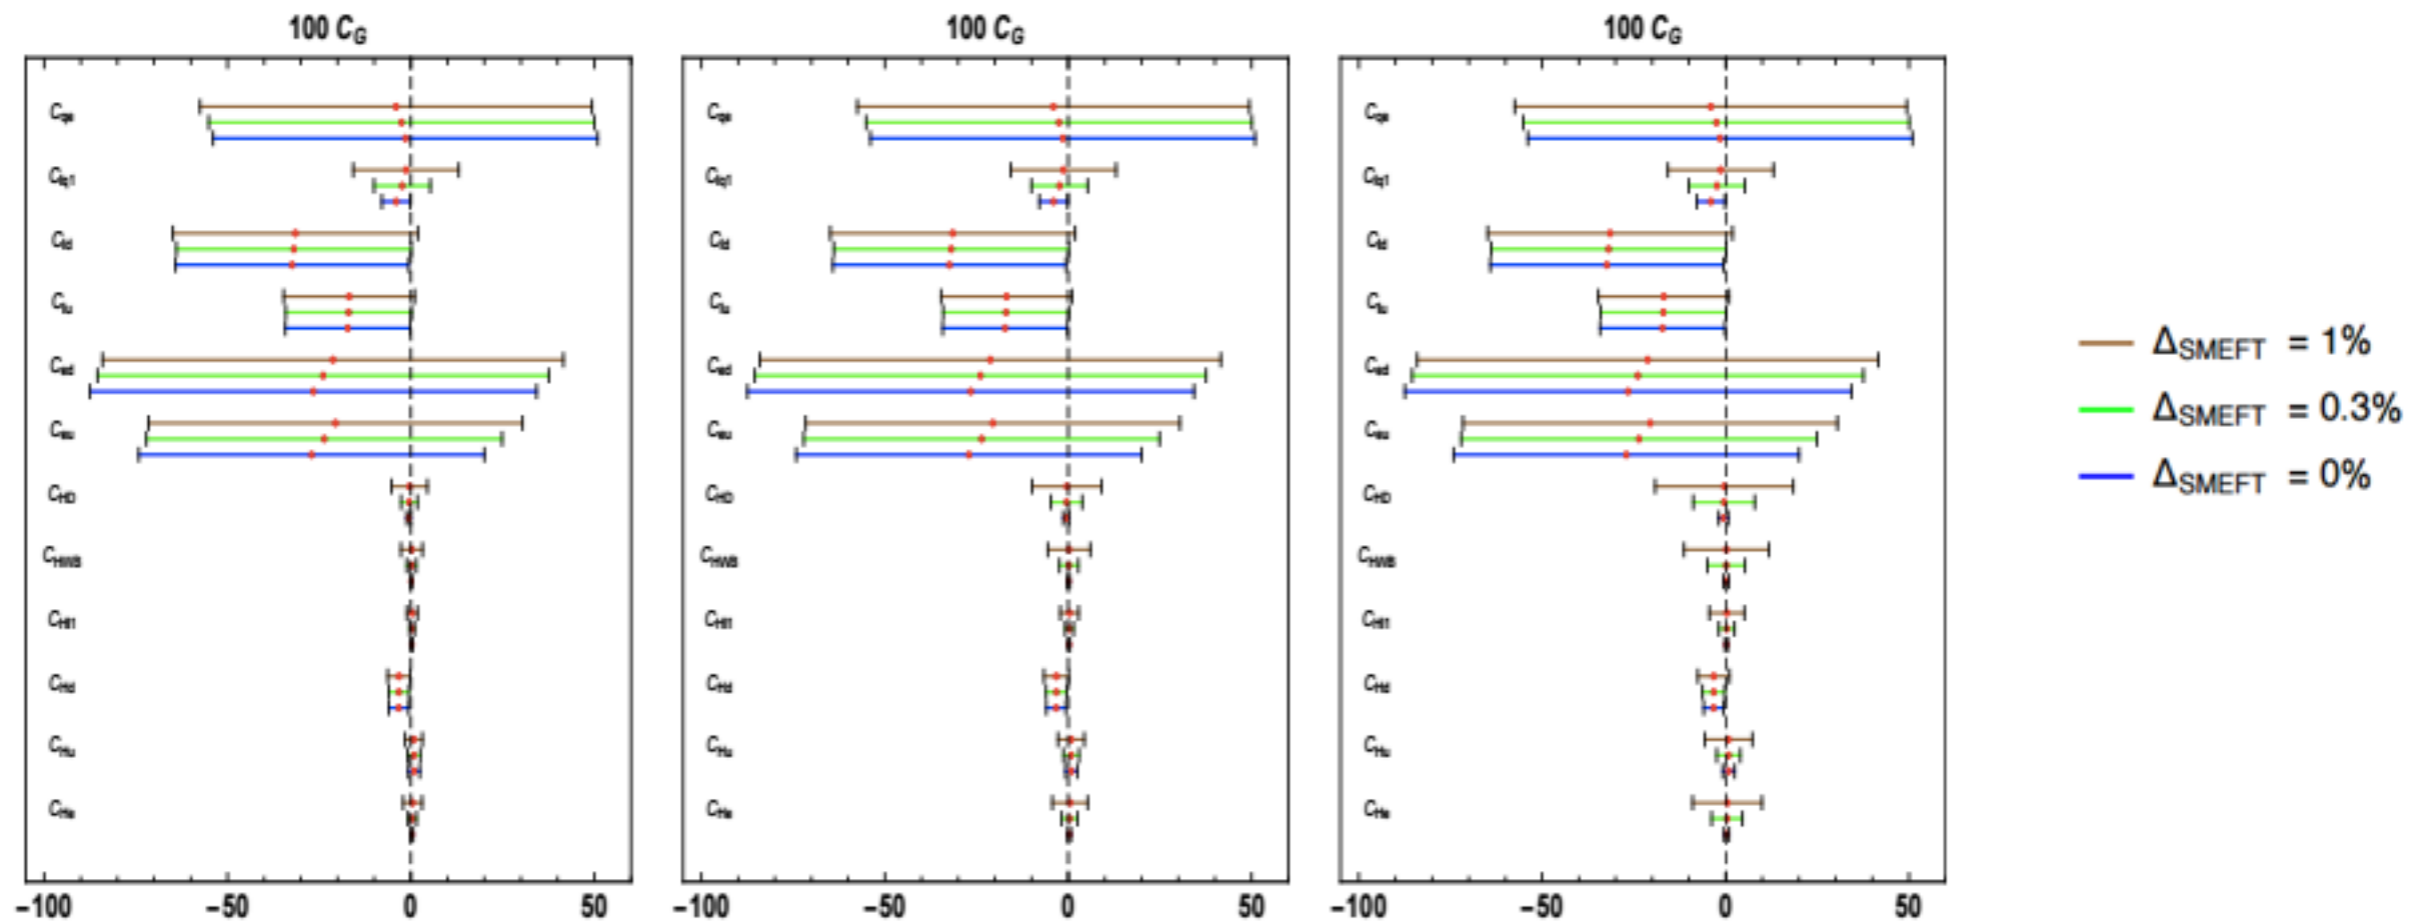 100 C_G 100 C_G 100 C_G
C_qe C_qe C_qe
C_lq1 C_lq1 C_lq1
C_ld C_ld C_ld
C_lu C_lu C_lu
C_ed C_ed C_ed
C_eu C_eu C_eu
C_HD C_HD C_HD
C_HWB C_HWB C_HWB
C_Hl1 C_Hl1 C_Hl1
C_Hd C_Hd C_Hd
C_Hu C_Hu C_Hu
C_He C_He C_He
−100 −50 0 50 −100 −50 0 50 −100 −50 0 50
Δ_SMEFT = 1%
Δ_SMEFT = 0.3%
Δ_SMEFT = 0%